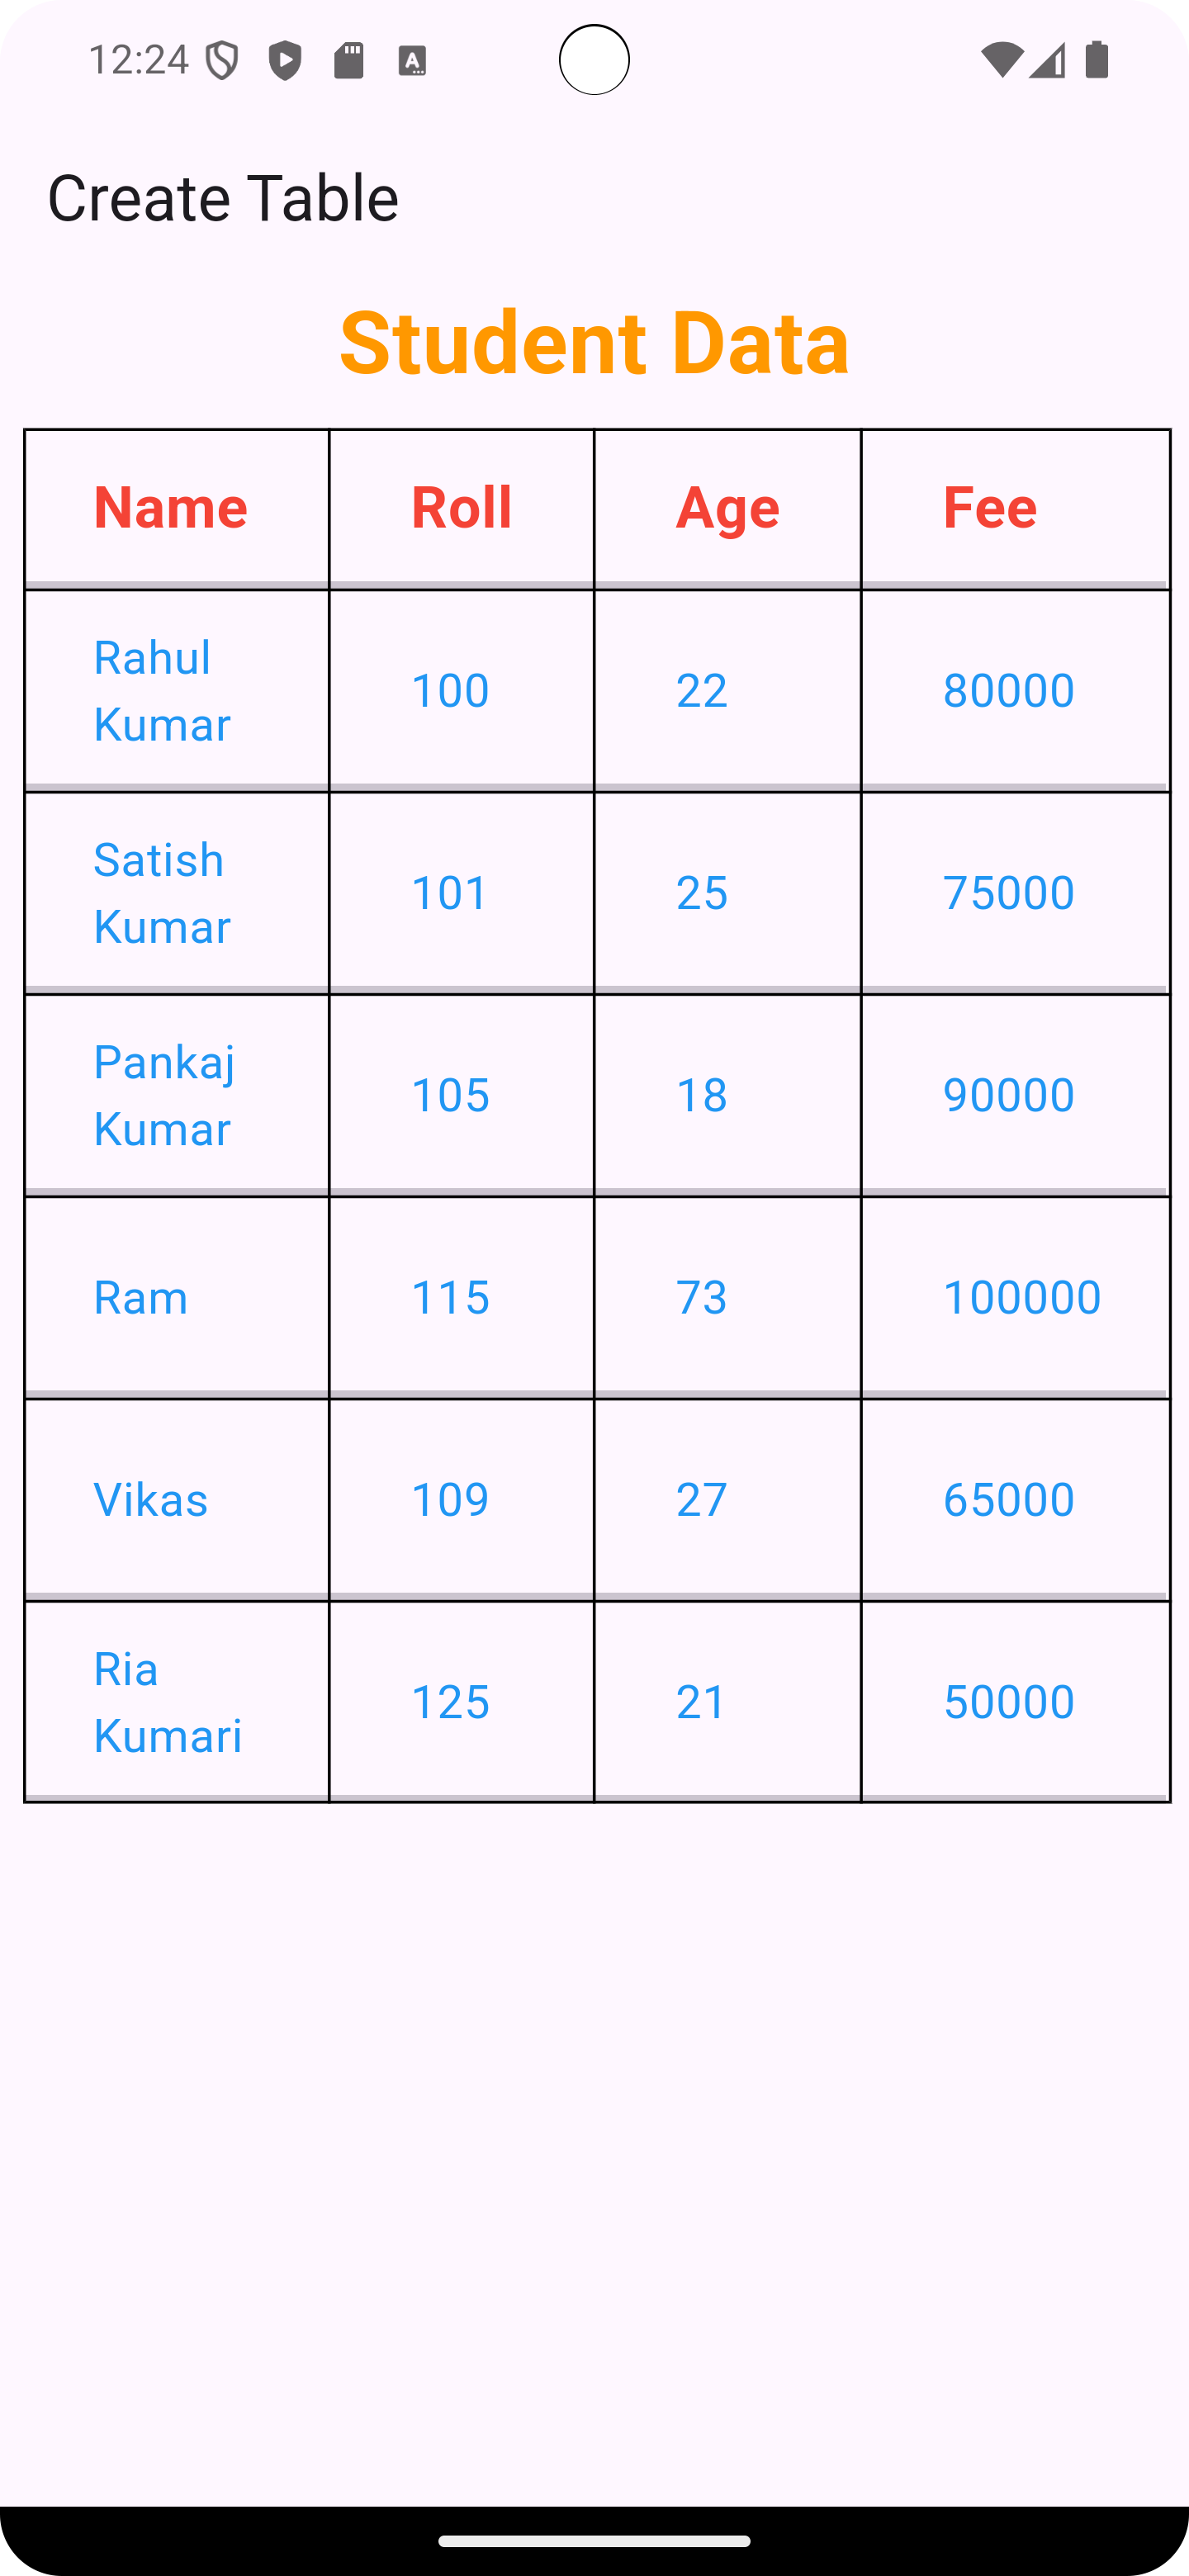 12:24
Create Table
Student Data
Name Roll Age Fee
Rahul
Kumar 100 22 80000
Satish
Kumar 101 25 75000
Pankaj
Kumar 105 18 90000
Ram 115 73 100000
Vikas 109 27 65000
Ria
Kumari 125 21 50000